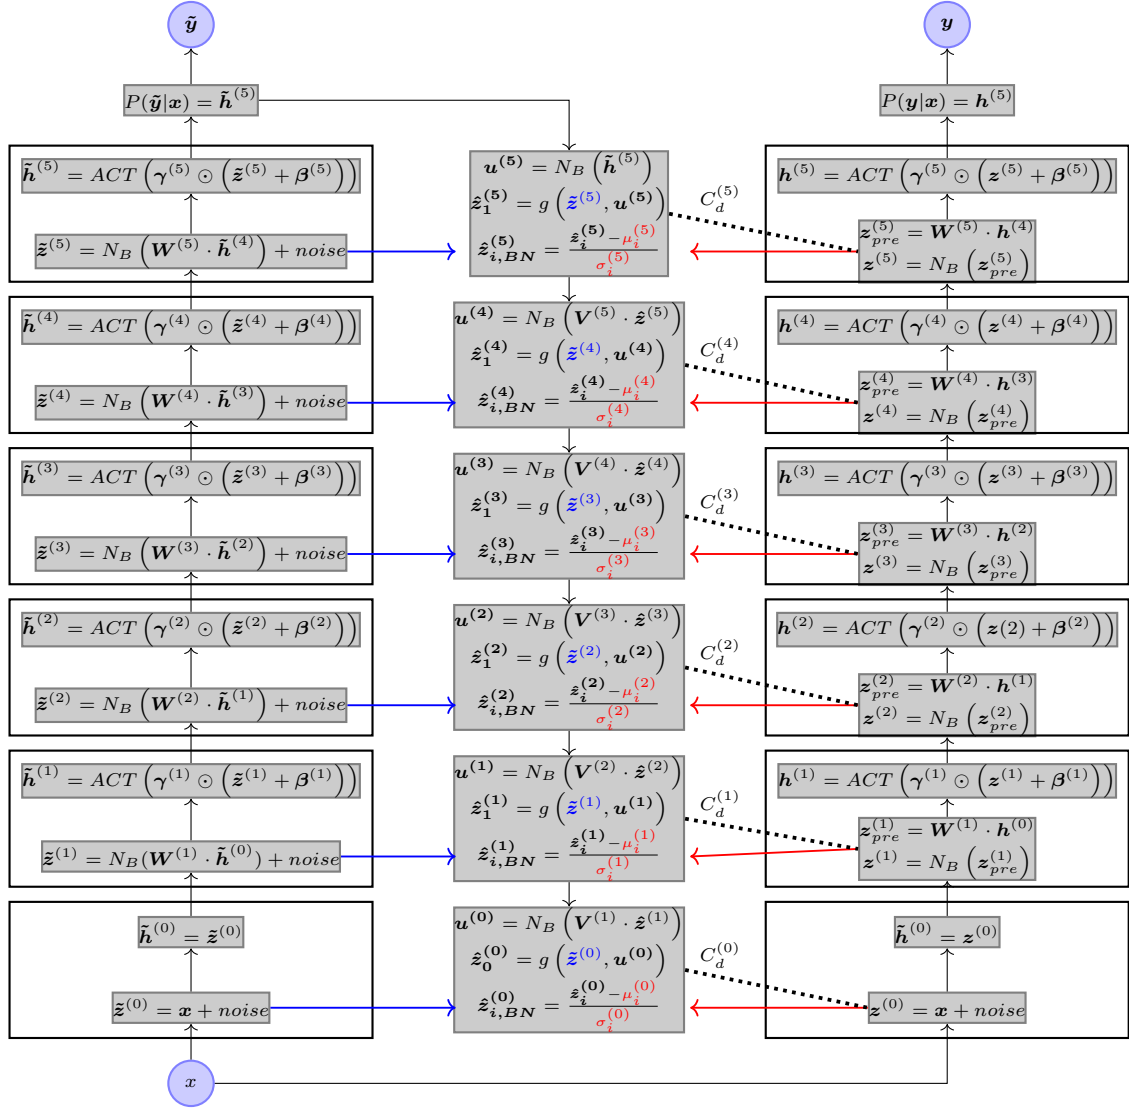 ỹ
y
P(ỹ|x) = h̃^(5)
P(y|x) = h^(5)
h̃^(5) = ACT (γ^(5) ⊙ (z̃^(5) + β^(5)))
z̃^(5) = N_B (W^(5) · h̃^(4)) + noise
u^(5) = N_B (h̃^(5))
ẑ_1^(5) = g (z̃^(5), u^(5))
ẑ_{i,BN}^(5) = (ẑ_i^(5) − μ_i^(5)) / σ_i^(5)
C_d^(5)
h^(5) = ACT (γ^(5) ⊙ (z^(5) + β^(5)))
z_pre^(5) = W^(5) · h^(4)
z^(5) = N_B (z_pre^(5))
h̃^(4) = ACT (γ^(4) ⊙ (z̃^(4) + β^(4)))
z̃^(4) = N_B (W^(4) · h̃^(3)) + noise
u^(4) = N_B (V^(5) · ẑ^(5))
ẑ_1^(4) = g (z̃^(4), u^(4))
ẑ_{i,BN}^(4) = (ẑ_i^(4) − μ_i^(4)) / σ_i^(4)
C_d^(4)
h^(4) = ACT (γ^(4) ⊙ (z^(4) + β^(4)))
z_pre^(4) = W^(4) · h^(3)
z^(4) = N_B (z_pre^(4))
h̃^(3) = ACT (γ^(3) ⊙ (z̃^(3) + β^(3)))
z̃^(3) = N_B (W^(3) · h̃^(2)) + noise
u^(3) = N_B (V^(4) · ẑ^(4))
ẑ_1^(3) = g (z̃^(3), u^(3))
ẑ_{i,BN}^(3) = (ẑ_i^(3) − μ_i^(3)) / σ_i^(3)
C_d^(3)
h^(3) = ACT (γ^(3) ⊙ (z^(3) + β^(3)))
z_pre^(3) = W^(3) · h^(2)
z^(3) = N_B (z_pre^(3))
h̃^(2) = ACT (γ^(2) ⊙ (z̃^(2) + β^(2)))
z̃^(2) = N_B (W^(2) · h̃^(1)) + noise
u^(2) = N_B (V^(3) · ẑ^(3))
ẑ_1^(2) = g (z̃^(2), u^(2))
ẑ_{i,BN}^(2) = (ẑ_i^(2) − μ_i^(2)) / σ_i^(2)
C_d^(2)
h^(2) = ACT (γ^(2) ⊙ (z(2) + β^(2)))
z_pre^(2) = W^(2) · h^(1)
z^(2) = N_B (z_pre^(2))
h̃^(1) = ACT (γ^(1) ⊙ (z̃^(1) + β^(1)))
z̃^(1) = N_B(W^(1) · h̃^(0)) + noise
u^(1) = N_B (V^(2) · ẑ^(2))
ẑ_1^(1) = g (z̃^(1), u^(1))
ẑ_{i,BN}^(1) = (ẑ_i^(1) − μ_i^(1)) / σ_i^(1)
C_d^(1)
h^(1) = ACT (γ^(1) ⊙ (z^(1) + β^(1)))
z_pre^(1) = W^(1) · h^(0)
z^(1) = N_B (z_pre^(1))
h̃^(0) = z̃^(0)
z̃^(0) = x + noise
u^(0) = N_B (V^(1) · ẑ^(1))
ẑ_0^(0) = g (z̃^(0), u^(0))
ẑ_{i,BN}^(0) = (ẑ_i^(0) − μ_i^(0)) / σ_i^(0)
C_d^(0)
h̃^(0) = z^(0)
z^(0) = x + noise
x